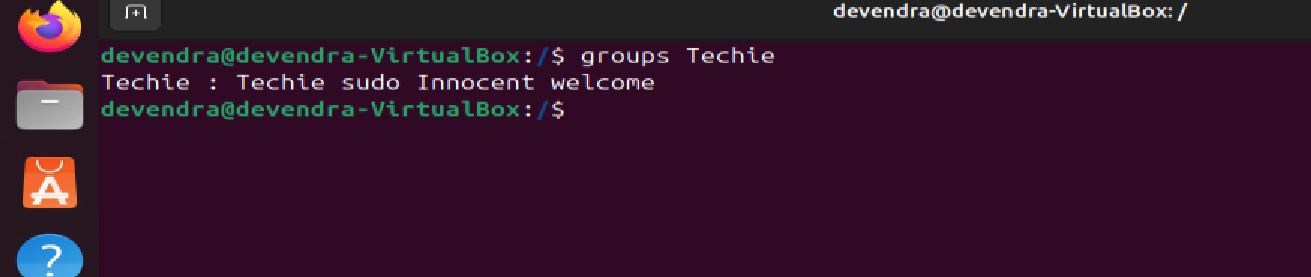 devendra@devendra-VirtualBox: /
devendra@devendra-VirtualBox:/$ groups Techie
Techie : Techie sudo Innocent welcome
devendra@devendra-VirtualBox:/$